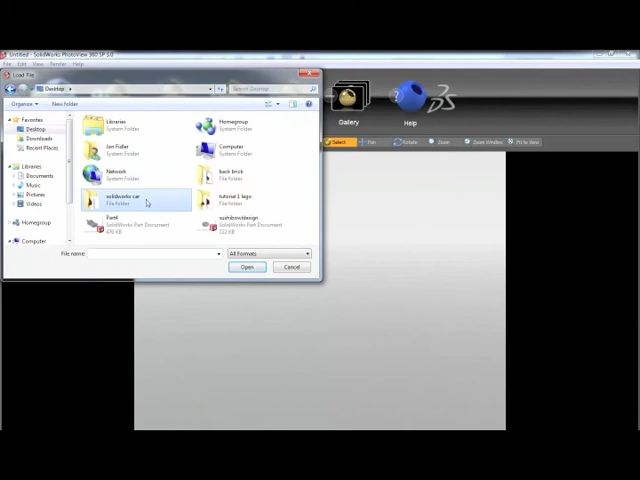 Untitled - SolidWorks PhotoView 360 SP 3.0
File Edit View Render Help
Load File
Desktop
Search Desktop
Organize
New folder
Gallery
Help
Select
Pan
Rotate
Zoom
Zoom Window
Fit to View
Favorites
Desktop
Downloads
Recent Places
Libraries
Documents
Music
Pictures
Videos
Homegroup
Computer
Libraries
System Folder
Homegroup
System Folder
Jon Fidler
System Folder
Computer
System Folder
Network
System Folder
back brick
File folder
solidworks car
File folder
tutorial 1 lego
File folder
Part4
SolidWorks Part Document
SolidWorks Part Document
File name:
All Formats
Open
Cancel